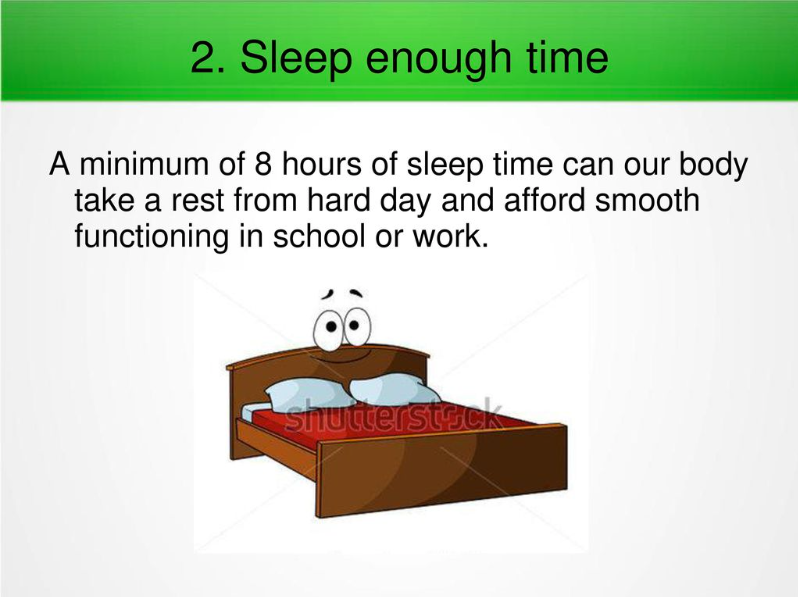 2. Sleep enough time
A minimum of 8 hours of sleep time can our body
take a rest from hard day and afford smooth
functioning in school or work.
shutterstock